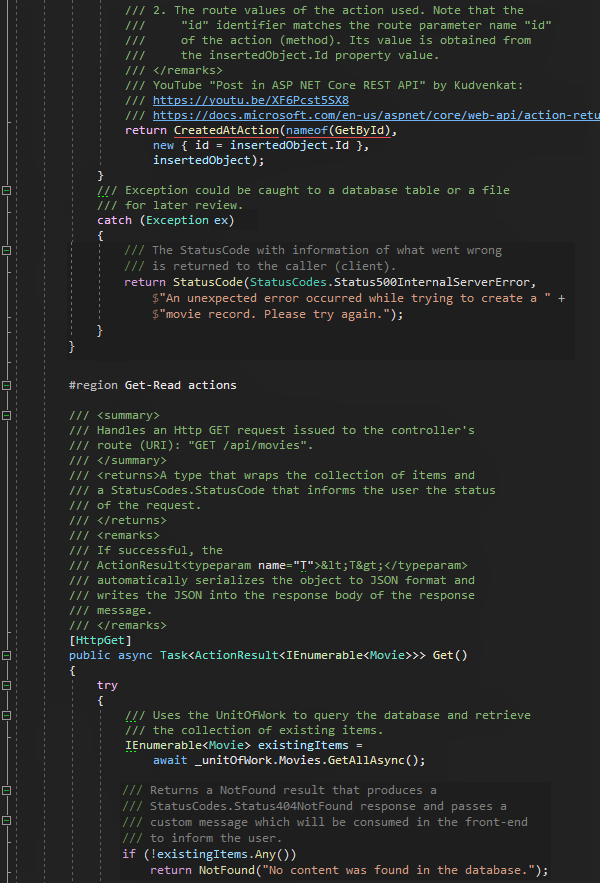 /// 2. The route values of the action used. Note that the
///     "id" identifier matches the route parameter name "id"
///     of the action (method). Its value is obtained from
///     the insertedObject.Id property value.
/// </remarks>
/// YouTube "Post in ASP NET Core REST API" by Kudvenkat:
/// https://youtu.be/XF6Pcst5SX8
/// https://docs.microsoft.com/en-us/aspnet/core/web-api/action-retu
return CreatedAtAction(nameof(GetById),
    new { id = insertedObject.Id },
    insertedObject);
}
/// Exception could be caught to a database table or a file
/// for later review.
catch (Exception ex)
{
/// The StatusCode with information of what went wrong
/// is returned to the caller (client).
return StatusCode(StatusCodes.Status500InternalServerError,
    $"An unexpected error occurred while trying to create a " +
    $"movie record. Please try again.");
}
}
#region Get-Read actions
/// <summary>
/// Handles an Http GET request issued to the controller's
/// route (URI): "GET /api/movies".
/// </summary>
/// <returns>A type that wraps the collection of items and
/// a StatusCodes.StatusCode that informs the user the status
/// of the request.
/// </returns>
/// <remarks>
/// If successful, the
/// ActionResult<typeparam name="T">&lt;T&gt;</typeparam>
/// automatically serializes the object to JSON format and
/// writes the JSON into the response body of the response
/// message.
/// </remarks>
[HttpGet]
public async Task<ActionResult<IEnumerable<Movie>>> Get()
{
try
{
/// Uses the UnitOfWork to query the database and retrieve
/// the collection of existing items.
IEnumerable<Movie> existingItems =
    await _unitOfWork.Movies.GetAllAsync();
/// Returns a NotFound result that produces a
/// StatusCodes.Status404NotFound response and passes a
/// custom message which will be consumed in the front-end
/// to inform the user.
if (!existingItems.Any())
    return NotFound("No content was found in the database.");